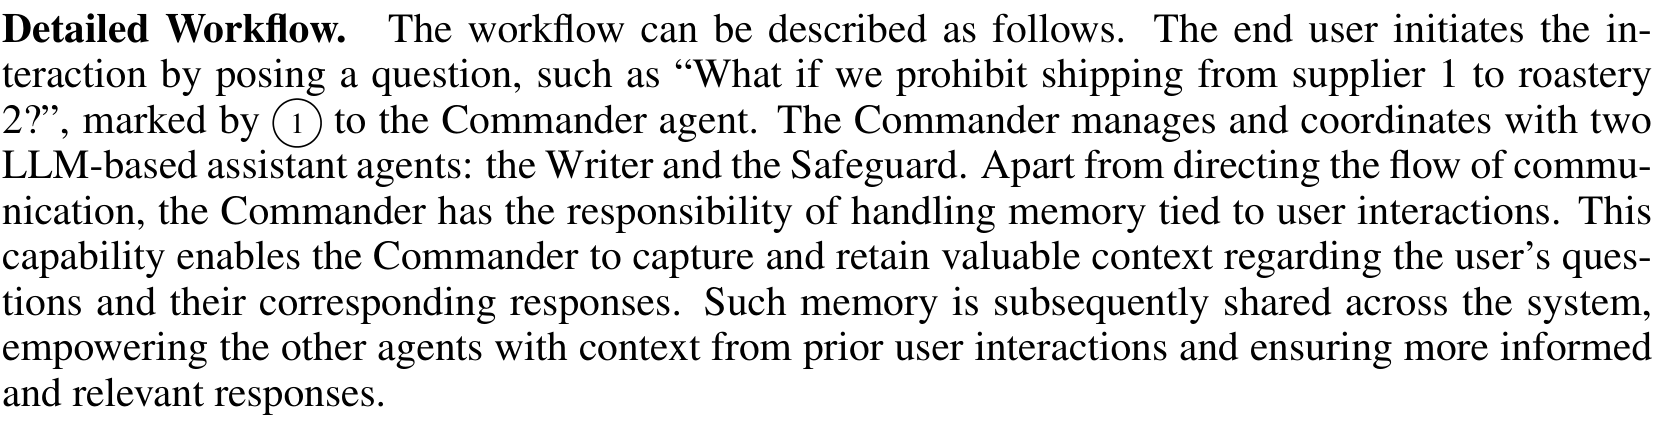 Detailed Workflow. The workflow can be described as follows. The end user initiates the in-
teraction by posing a question, such as “What if we prohibit shipping from supplier 1 to roastery
2?”, marked by ① to the Commander agent. The Commander manages and coordinates with two
LLM-based assistant agents: the Writer and the Safeguard. Apart from directing the flow of commu-
nication, the Commander has the responsibility of handling memory tied to user interactions. This
capability enables the Commander to capture and retain valuable context regarding the user’s ques-
tions and their corresponding responses. Such memory is subsequently shared across the system,
empowering the other agents with context from prior user interactions and ensuring more informed
and relevant responses.